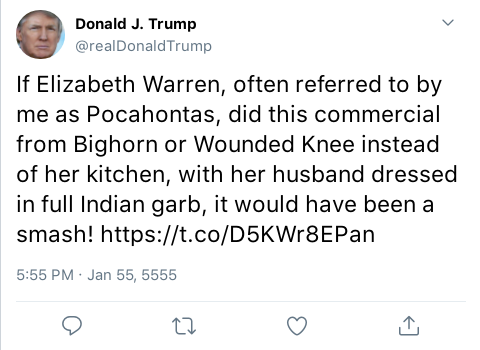 Donald J. Trump
@realDonaldTrump
If Elizabeth Warren, often referred to by
me as Pocahontas, did this commercial
from Bighorn or Wounded Knee instead
of her kitchen, with her husband dressed
in full Indian garb, it would have been a
smash! https://t.co/D5KWr8EPan
5:55 PM · Jan 55, 5555